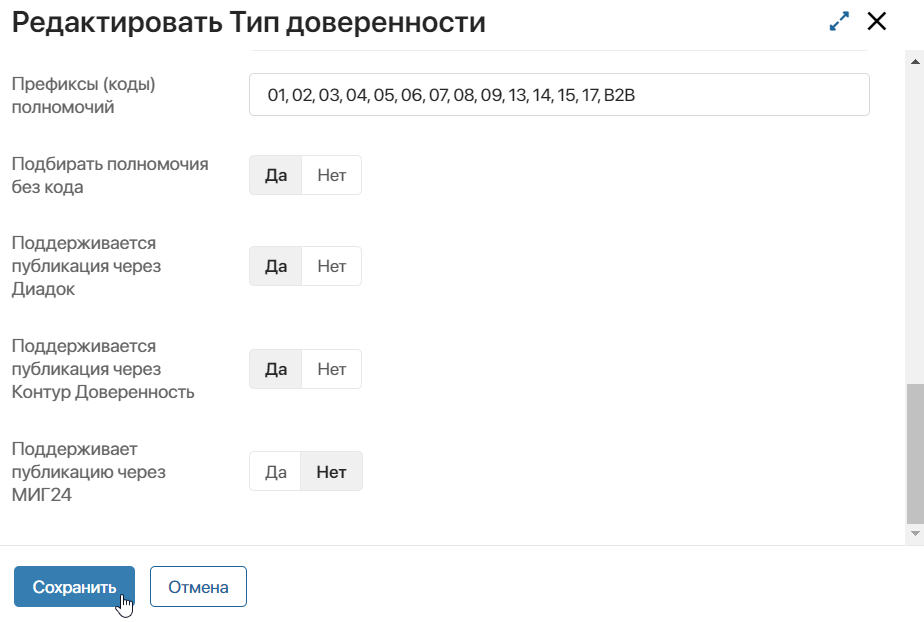 Редактировать Тип доверенности
Префиксы (коды)
полномочий
01, 02, 03, 04, 05, 06, 07, 08, 09, 13, 14, 15, 17, B2B
Подбирать полномочия
без кода
Да Нет
Поддерживается
публикация через
Диадок
Да Нет
Поддерживается
публикация через
Контур Доверенность
Да Нет
Поддерживает
публикацию через
МИГ24
Да Нет
Сохранить Отмена